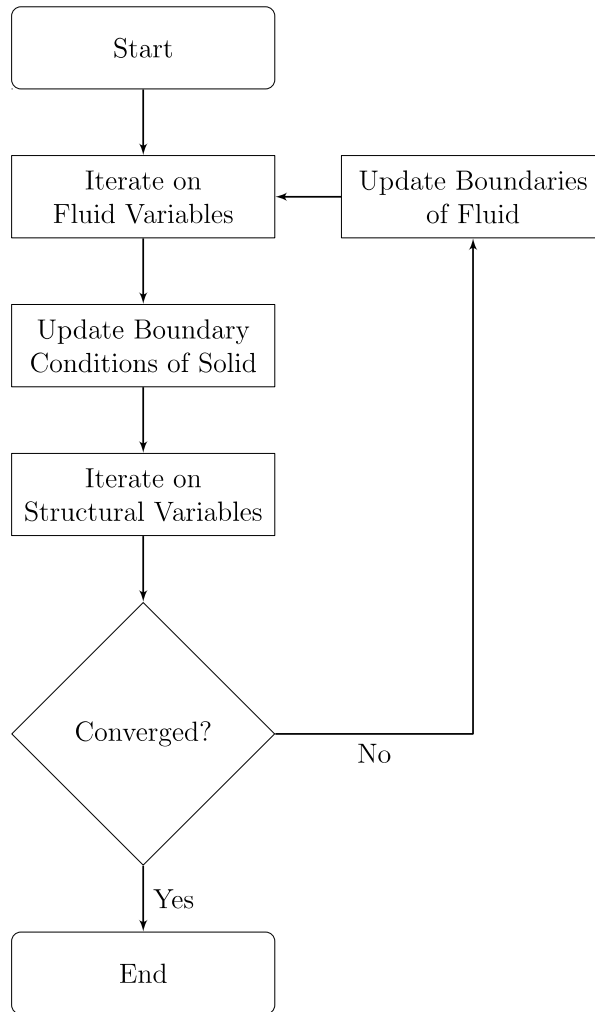 Start
Iterate on
Fluid Variables
Update Boundaries
of Fluid
Update Boundary
Conditions of Solid
Iterate on
Structural Variables
Converged?
No
Yes
End